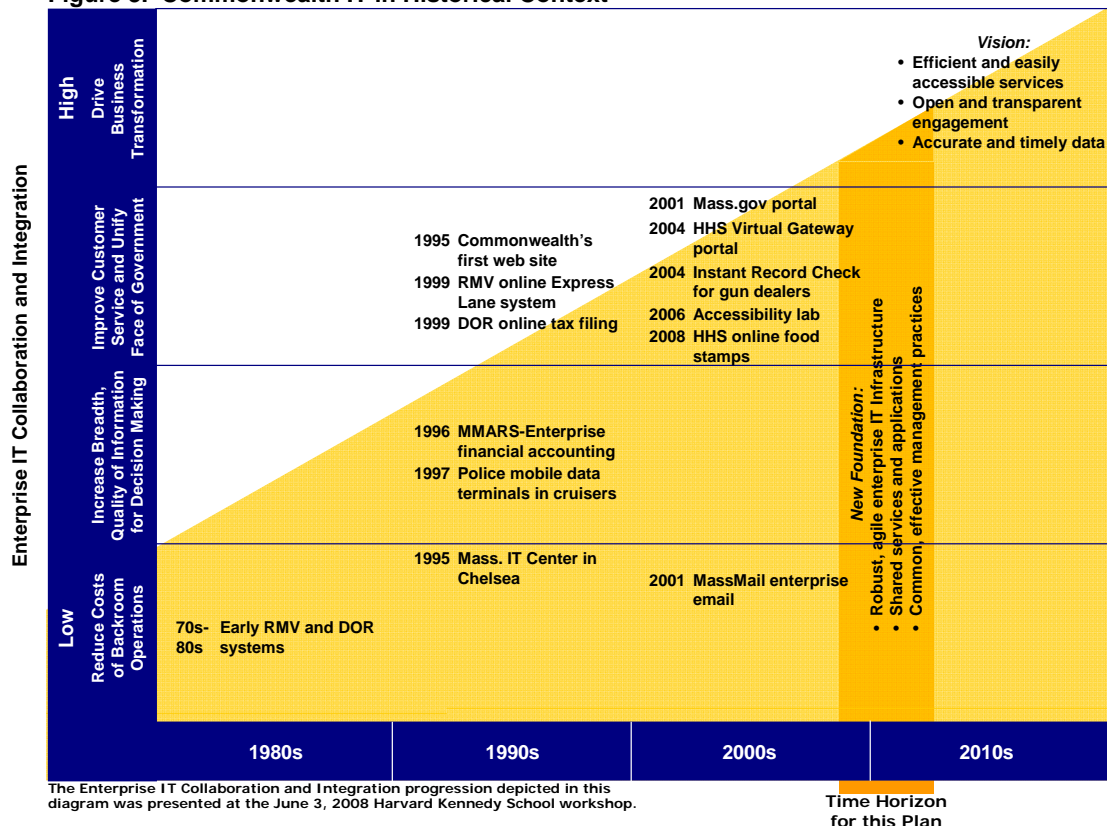 Figure 3. Commonwealth IT in Historical Context
Enterprise IT Collaboration and Integration
High
Drive
Business
Transformation
Vision:
• Efficient and easily
accessible services
• Open and transparent
engagement
• Accurate and timely data
Improve Customer
Service and Unify
Face of Government
1995 Commonwealth's
first web site
1999 RMV online Express
Lane system
1999 DOR online tax filing
2001 Mass.gov portal
2004 HHS Virtual Gateway
portal
2004 Instant Record Check
for gun dealers
2006 Accessibility lab
2008 HHS online food
stamps
Increase Breadth,
Quality of Information
for Decision Making
1996 MMARS-Enterprise
financial accounting
1997 Police mobile data
terminals in cruisers
New Foundation:
• Robust, agile enterprise IT Infrastructure
• Shared services and applications
• Common, effective management practices
Low
Reduce Costs
of Backroom
Operations
70s- Early RMV and DOR
80s systems
1995 Mass. IT Center in
Chelsea
2001 MassMail enterprise
email
1980s
1990s
2000s
2010s
The Enterprise IT Collaboration and Integration progression depicted in this
diagram was presented at the June 3, 2008 Harvard Kennedy School workshop.
Time Horizon
for this Plan